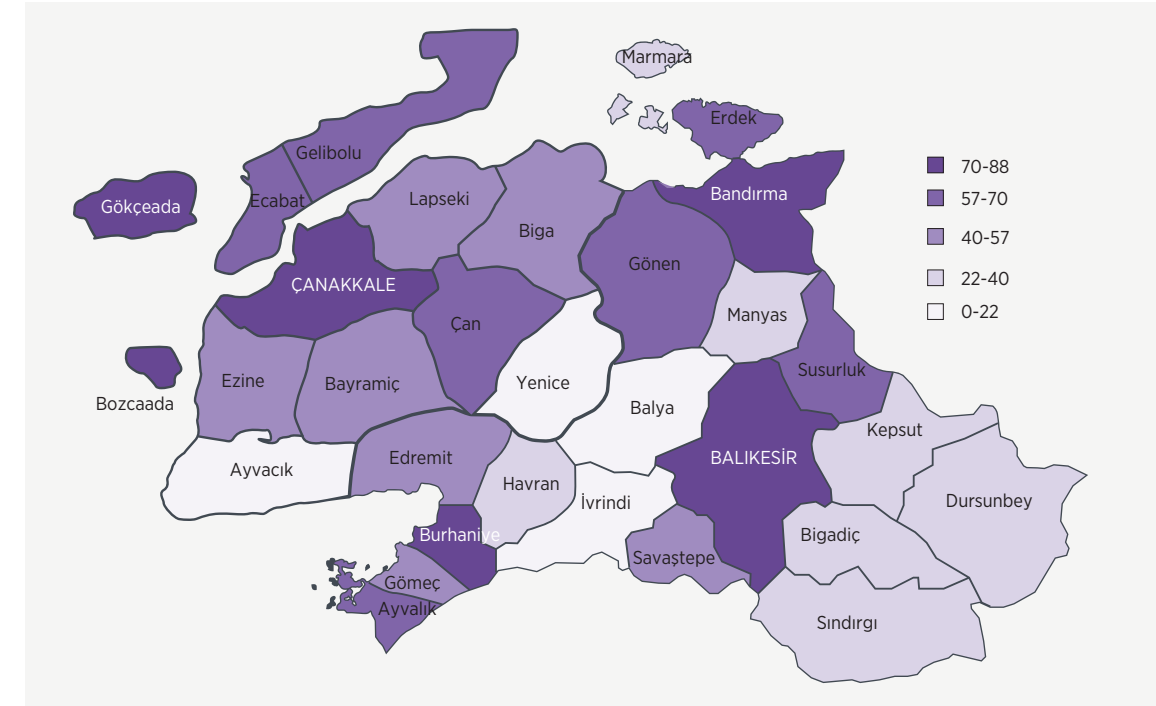 Marmara
Erdek
Gelibolu
70-88
Bandırma
57-70
Lapseki
Ecabat
Gökçeada
Biga
40-57
Gönen
22-40
ÇANAKKALE
0-22
Manyas
Çan
Susurluk
Ezine
Bayramiç
Yenice
Bozcaada
Balya
Kepsut
Edremit
BALIKESİR
Ayvacık
Havran
İvrindi
Dursunbey
Burhaniye
Bigadiç
Savaştepe
Gömeç
Ayvalık
Sındırgı